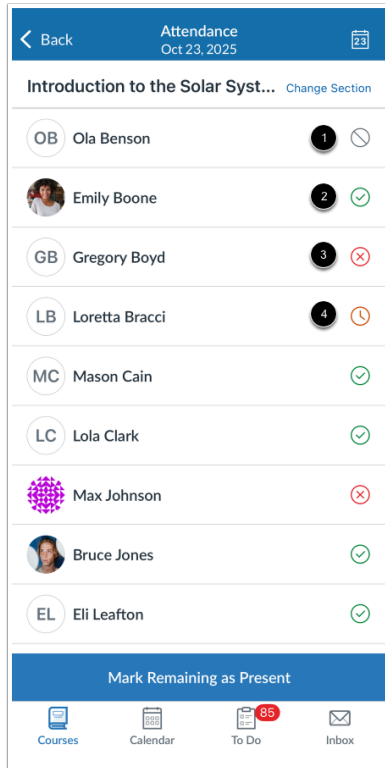 Back
Attendance
Oct 23, 2025
23
Introduction to the Solar Syst... Change Section
OB Ola Benson 1
Emily Boone 2
GB Gregory Boyd 3
LB Loretta Bracci 4
MC Mason Cain
LC Lola Clark
Max Johnson
Bruce Jones
EL Eli Leafton
Mark Remaining as Present
85
Courses Calendar To Do Inbox